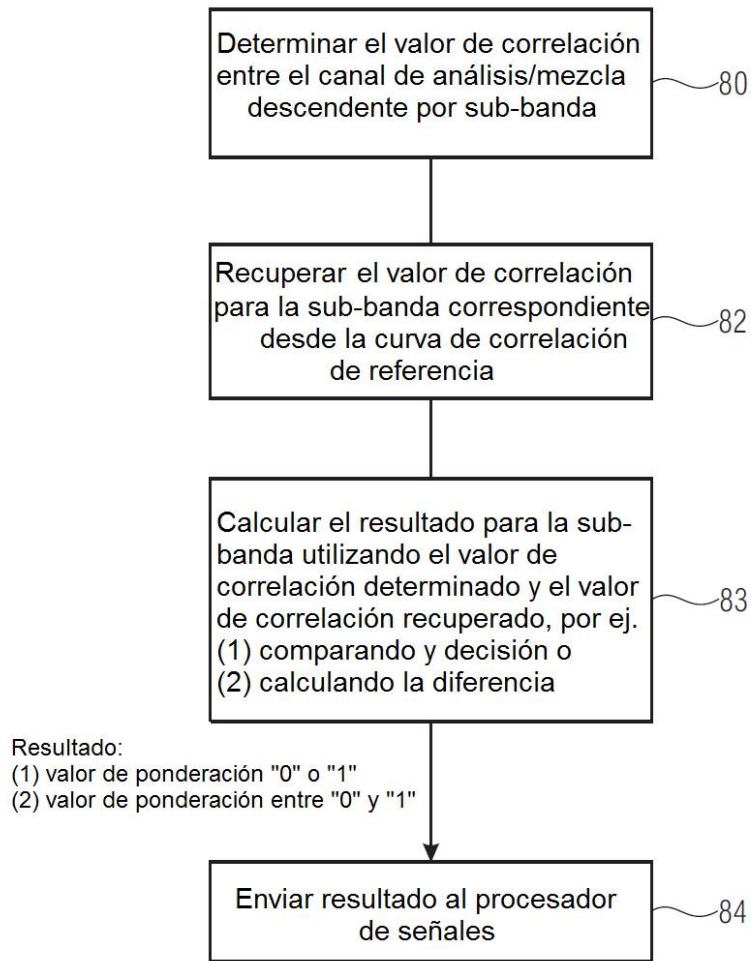 Determinar el valor de correlación
entre el canal de análisis/mezcla
descendente por sub-banda
80
Recuperar el valor de correlación
para la sub-banda correspondiente
desde la curva de correlación
de referencia
82
Calcular el resultado para la sub-
banda utilizando el valor de
correlación determinado y el valor
de correlación recuperado, por ej.
(1) comparando y decisión o
(2) calculando la diferencia
83
Resultado:
(1) valor de ponderación "0" o "1"
(2) valor de ponderación entre "0" y "1"
Enviar resultado al procesador
de señales
84